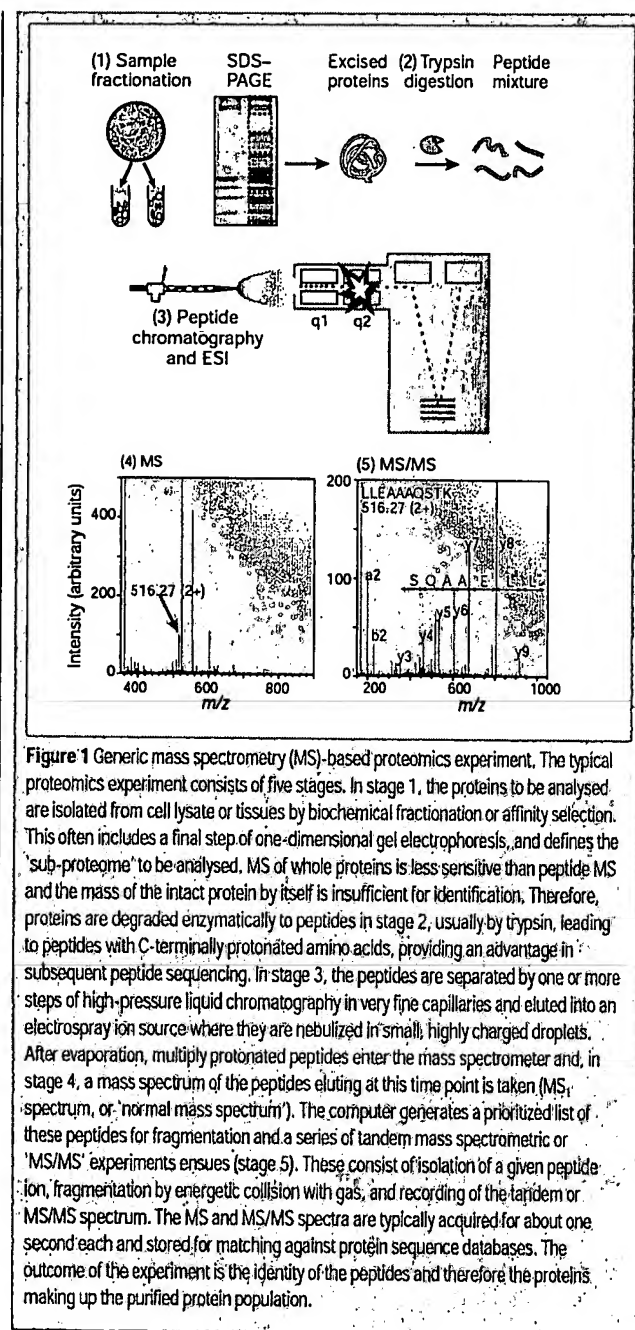 (1) Sample
fractionation
SDS–
PAGE
Excised
proteins
(2) Trypsin
digestion
Peptide
mixture
(3) Peptide
chromatography
and ESI
q1
q2
(4) MS
Intensity (arbitrary units)
400
200
0
516.27 (2+)
400
600
800
m/z
(5) MS/MS
200
100
0
LLEAAAQSTK
516.27 (2+)
y7
y8
a2
S Q A A E L
b2
y3
y4
y5
y6
y9
200
600
1000
m/z
Figure 1 Generic mass spectrometry (MS)-based proteomics experiment. The typical
proteomics experiment consists of five stages. In stage 1, the proteins to be analysed
are isolated from cell lysate or tissues by biochemical fractionation or affinity selection.
This often includes a final step of one-dimensional gel electrophoresis, and defines the
'sub-proteome' to be analysed. MS of whole proteins is less sensitive than peptide MS
and the mass of the intact protein by itself is insufficient for identification. Therefore,
proteins are degraded enzymatically to peptides in stage 2, usually by trypsin, leading
to peptides with C-terminally protonated amino acids, providing an advantage in
subsequent peptide sequencing. In stage 3, the peptides are separated by one or more
steps of high-pressure liquid chromatography in very fine capillaries and eluted into an
electrospray ion source where they are nebulized in small, highly charged droplets.
After evaporation, multiply protonated peptides enter the mass spectrometer and, in
stage 4, a mass spectrum of the peptides eluting at this time point is taken (MS
spectrum, or 'normal mass spectrum'). The computer generates a prioritized list of
these peptides for fragmentation and a series of tandem mass spectrometric or
'MS/MS' experiments ensues (stage 5). These consist of isolation of a given peptide
ion, fragmentation by energetic collision with gas, and recording of the tandem or
MS/MS spectrum. The MS and MS/MS spectra are typically acquired for about one
second each and stored for matching against protein sequence databases. The
outcome of the experiment is the identity of the peptides and therefore the proteins
making up the purified protein population.